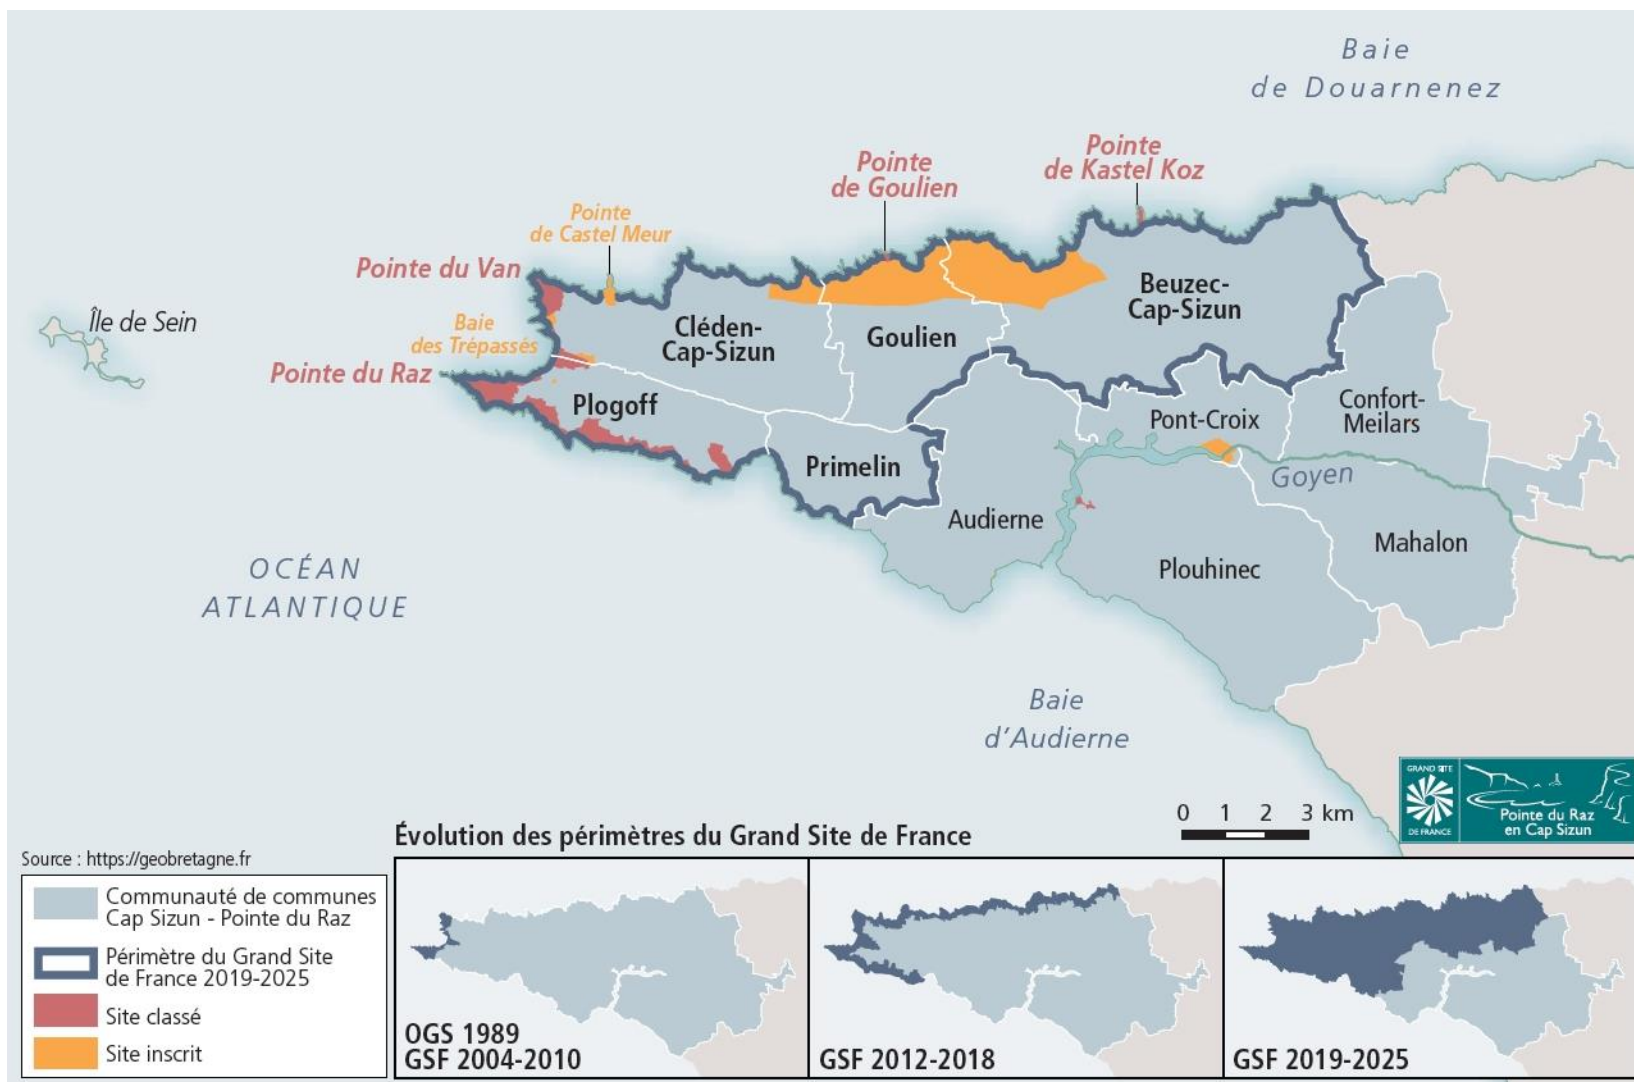 Baie
de Douarnenez
Pointe
de Kastel Koz
Pointe
de Goulien
Pointe
de Castel Meur
Pointe du Van
Île de Sein
Baie
des Trépassés
Pointe du Raz
Cléden-
Cap-Sizun
Goulien
Beuzec-
Cap-Sizun
Plogoff
Primelin
Pont-Croix
Confort-
Meilars
Goyen
Audierne
Mahalon
Plouhinec
OCÉAN
ATLANTIQUE
Baie
d'Audierne
GRAND SITE
DE FRANCE
Pointe du Raz
en Cap Sizun
0 1 2 3 km
Évolution des périmètres du Grand Site de France
Source : https://geobretagne.fr
Communauté de communes
Cap Sizun - Pointe du Raz
Périmètre du Grand Site
de France 2019-2025
Site classé
Site inscrit
OGS 1989
GSF 2004-2010
GSF 2012-2018
GSF 2019-2025